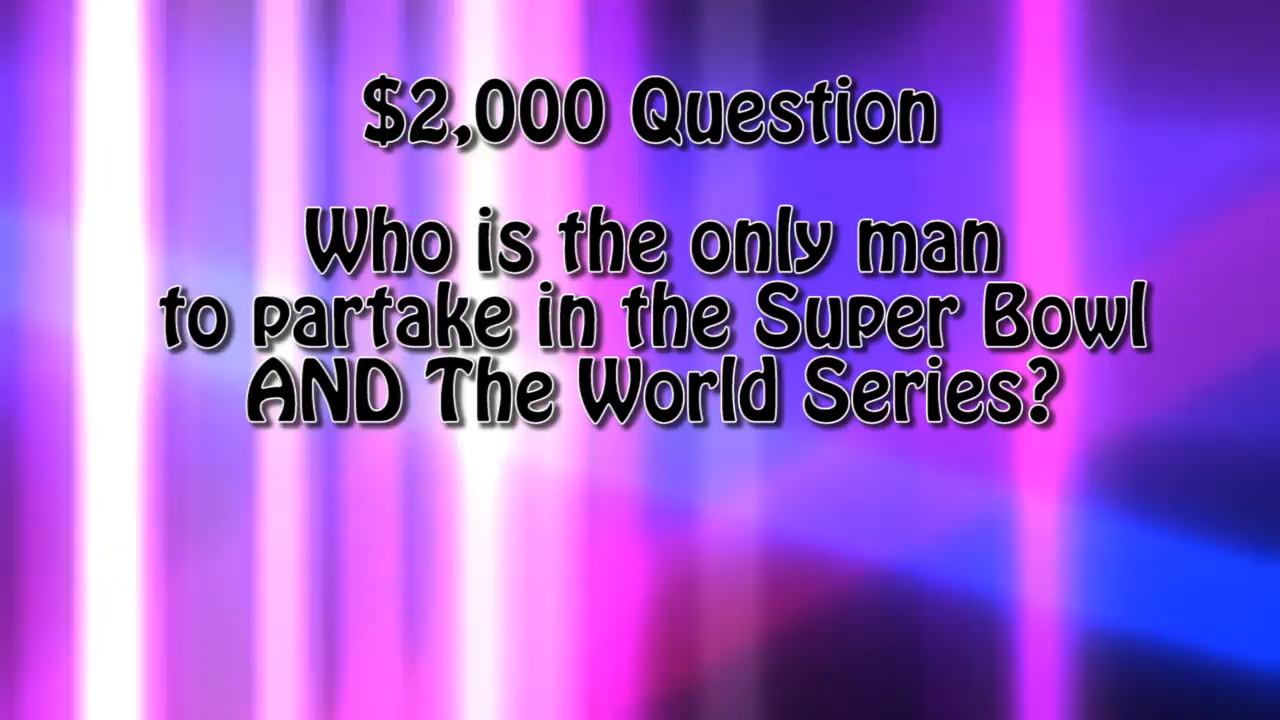 $2,000 Question
Who is the only man
to partake in the Super Bowl
AND The World Series?